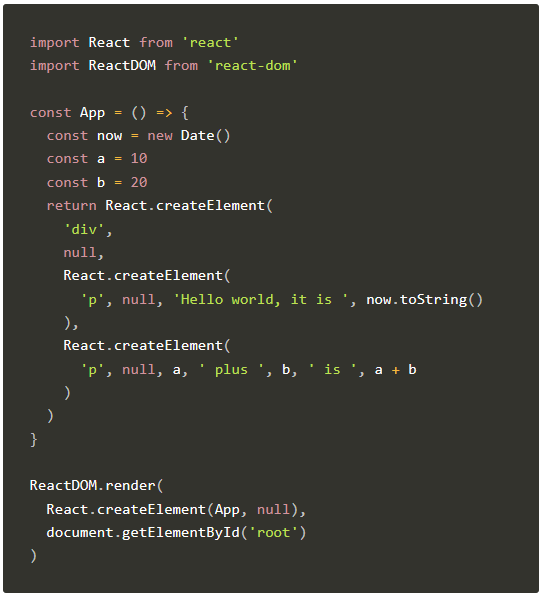 import React from 'react'
import ReactDOM from 'react-dom'

const App = () => {
  const now = new Date()
  const a = 10
  const b = 20
  return React.createElement(
    'div',
    null,
    React.createElement(
      'p', null, 'Hello world, it is ', now.toString()
    ),
    React.createElement(
      'p', null, a, ' plus ', b, ' is ', a + b
    )
  )
}

ReactDOM.render(
  React.createElement(App, null),
  document.getElementById('root')
)